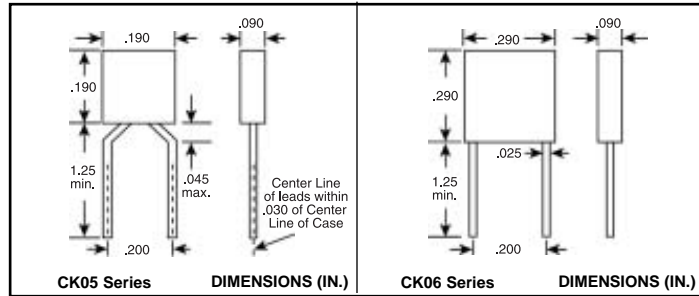 .190
.090
.190
1.25
min.
.045
max.
Center Line
of leads within
.030 of Center
Line of Case
.200
CK05 Series
DIMENSIONS (IN.)
.290
.090
.290
.025
1.25
min.
.200
CK06 Series
DIMENSIONS (IN.)